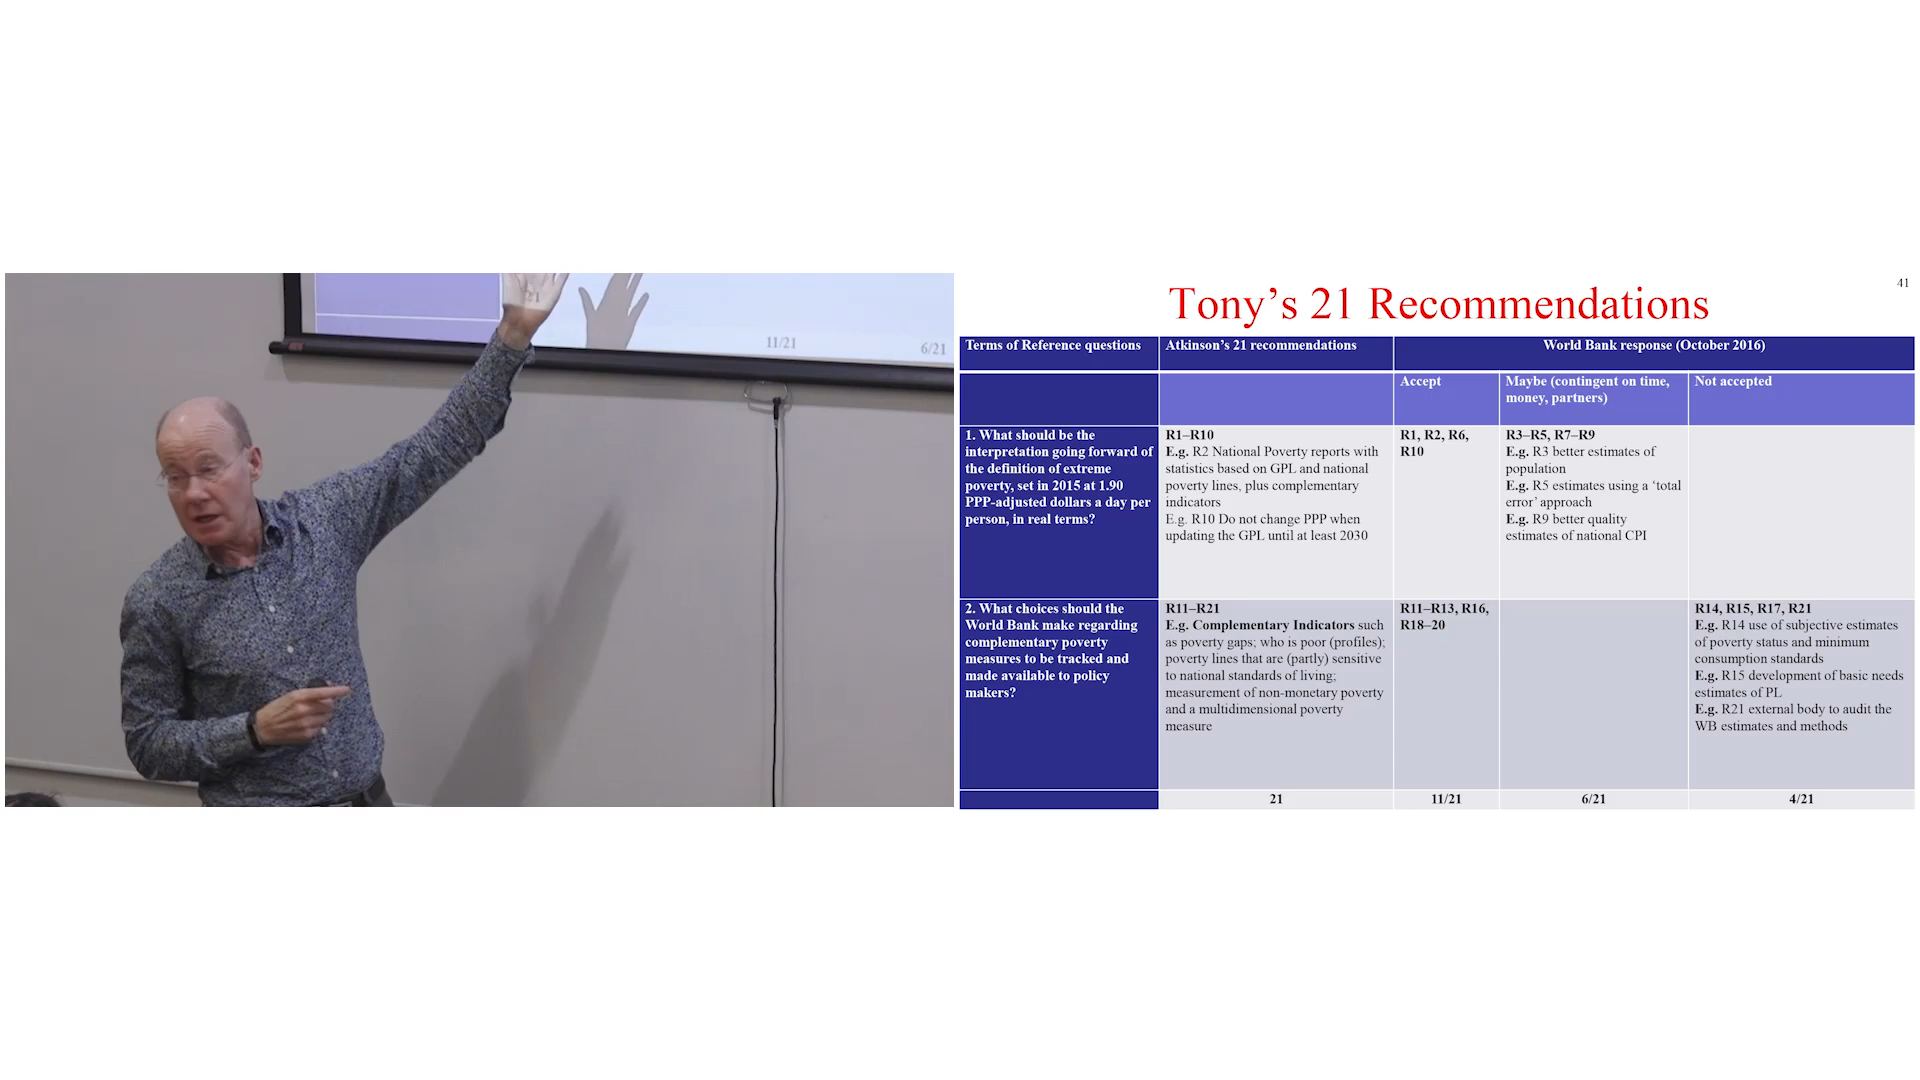 21
11/21
6/21
41
Tony's 21 Recommendations
Terms of Reference questions
Atkinson's 21 recommendations
World Bank response (October 2016)
Accept
Maybe (contingent on time,
money, partners)
Not accepted
1. What should be the
interpretation going forward of
the definition of extreme
poverty, set in 2015 at 1.90
PPP-adjusted dollars a day per
person, in real terms?
R1–R10
E.g. R2 National Poverty reports with
statistics based on GPL and national
poverty lines, plus complementary
indicators
E.g. R10 Do not change PPP when
updating the GPL until at least 2030
R1, R2, R6,
R10
R3–R5, R7–R9
E.g. R3 better estimates of
population
E.g. R5 estimates using a 'total
error' approach
E.g. R9 better quality
estimates of national CPI
2. What choices should the
World Bank make regarding
complementary poverty
measures to be tracked and
made available to policy
makers?
R11–R21
E.g. Complementary Indicators such
as poverty gaps; who is poor (profiles);
poverty lines that are (partly) sensitive
to national standards of living;
measurement of non-monetary poverty
and a multidimensional poverty
measure
R11–R13, R16,
R18–20
R14, R15, R17, R21
E.g. R14 use of subjective estimates
of poverty status and minimum
consumption standards
E.g. R15 development of basic needs
estimates of PL
E.g. R21 external body to audit the
WB estimates and methods
21
11/21
6/21
4/21